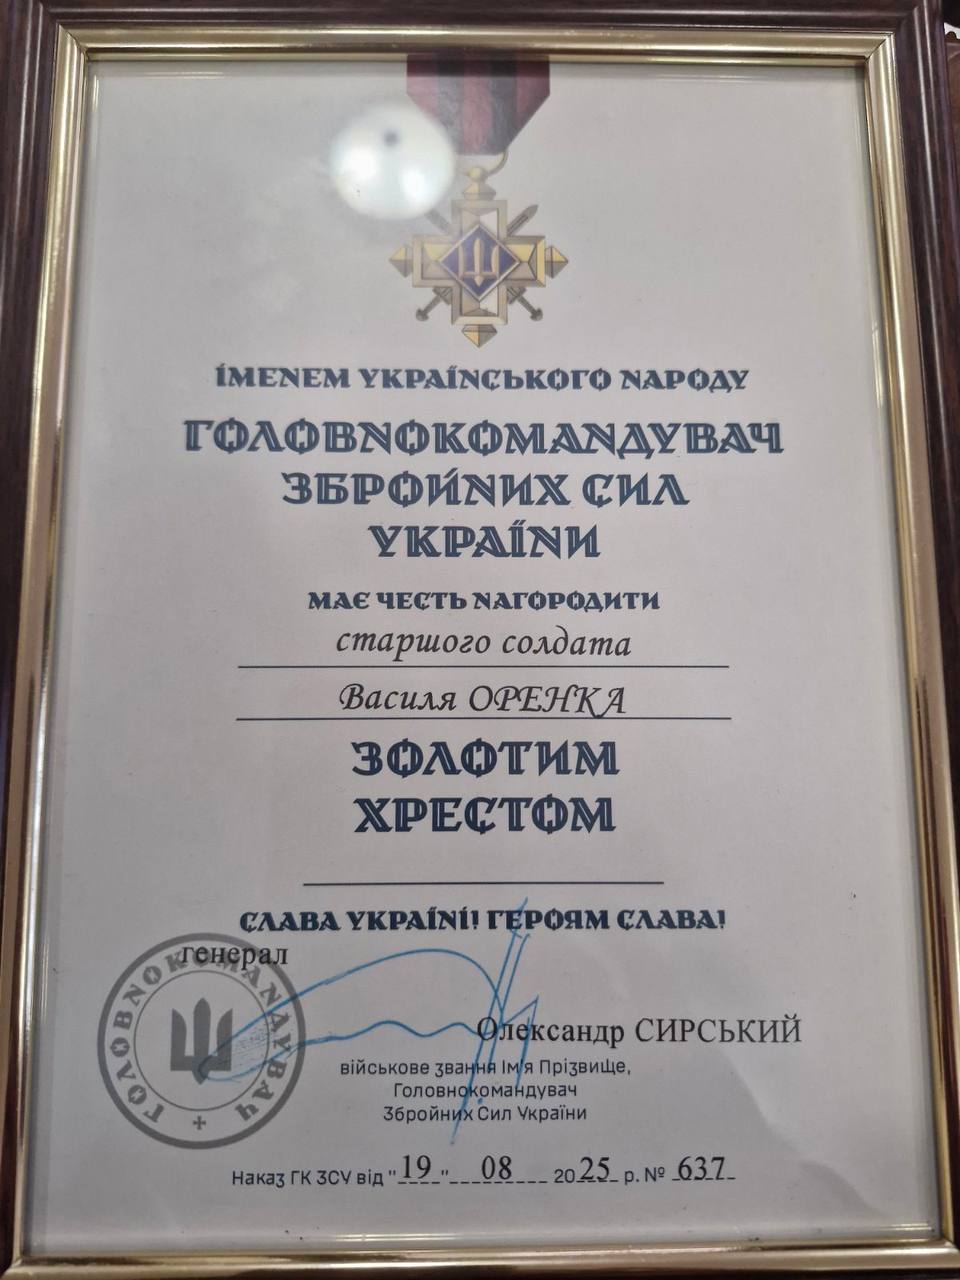 ІМЕНЕМ УКРАЇНСЬКОГО НАРОДУ
ГОЛОВНОКОМАНДУВАЧ
ЗБРОЙНИХ СИЛ
УКРАЇНИ
МАЄ ЧЕСТЬ НАГОРОДИТИ
старшого солдата
Василя ОРЕНКА
ЗОЛОТИМ
ХРЕСТОМ
СЛАВА УКРАЇНІ! ГЕРОЯМ СЛАВА!
генерал
ГОЛОВНОКОМАНДУВАЧ
Олександр СИРСЬКИЙ
військове звання Ім'я Прізвище,
Головнокомандувач
Збройних Сил України
Наказ ГК ЗСУ від "19" 08 2025 р. № 637